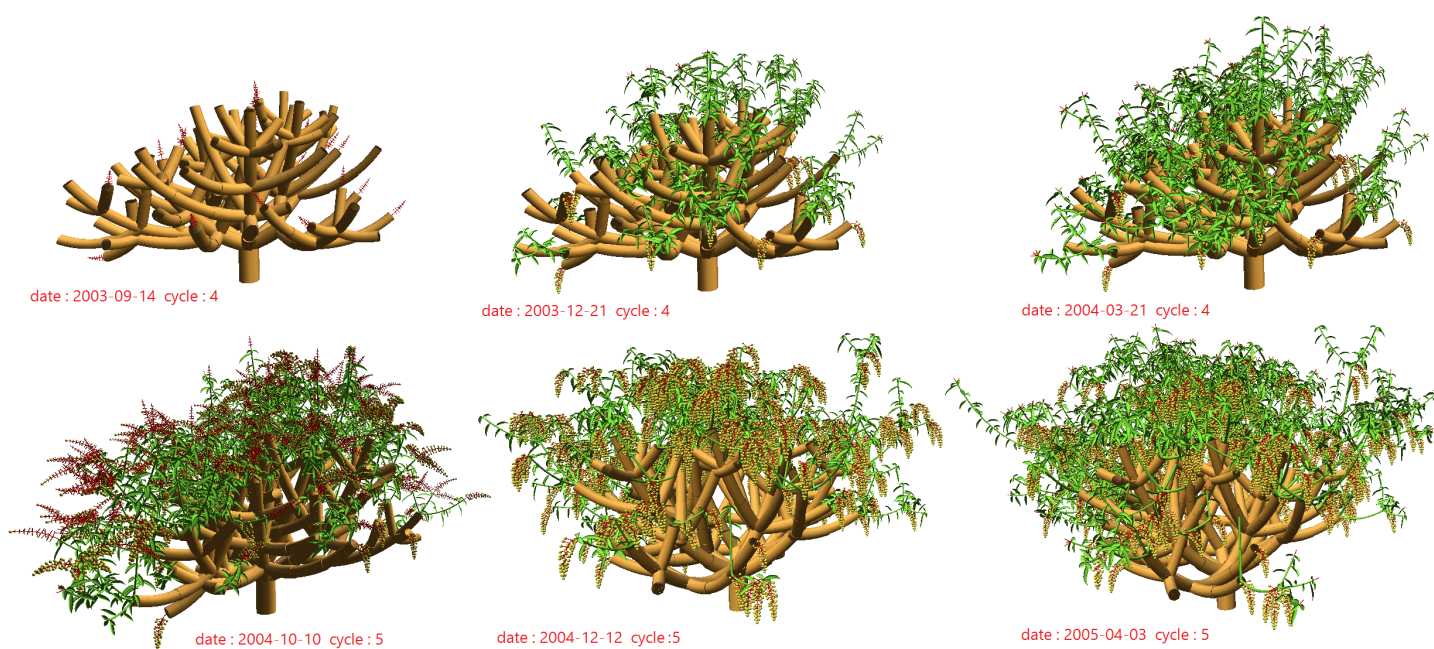 date : 2003-09-14 cycle : 4
date : 2003-12-21 cycle : 4
date : 2004-03-21 cycle : 4
date : 2004-10-10 cycle : 5
date : 2004-12-12 cycle :5
date : 2005-04-03 cycle : 5